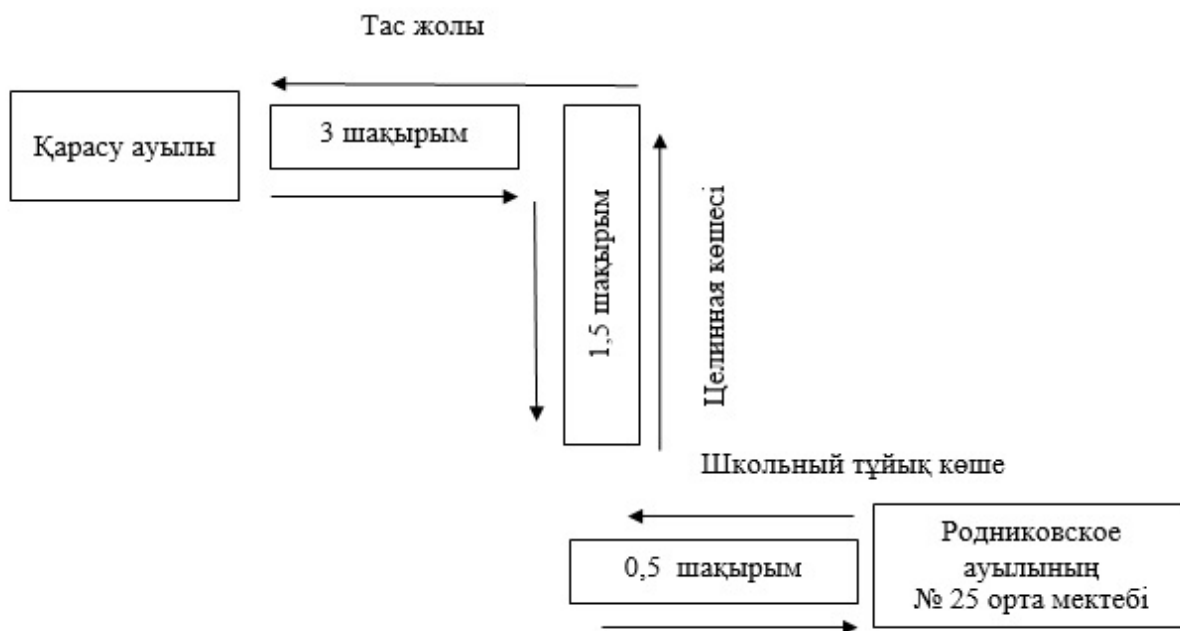 Тас жолы
Қарасу ауылы
3 шақырым
1,5 шақырым
Целинная көшесі
Школьный тұйық көше
0,5 шақырым
Родниковское
ауылының
№ 25 орта мектебі